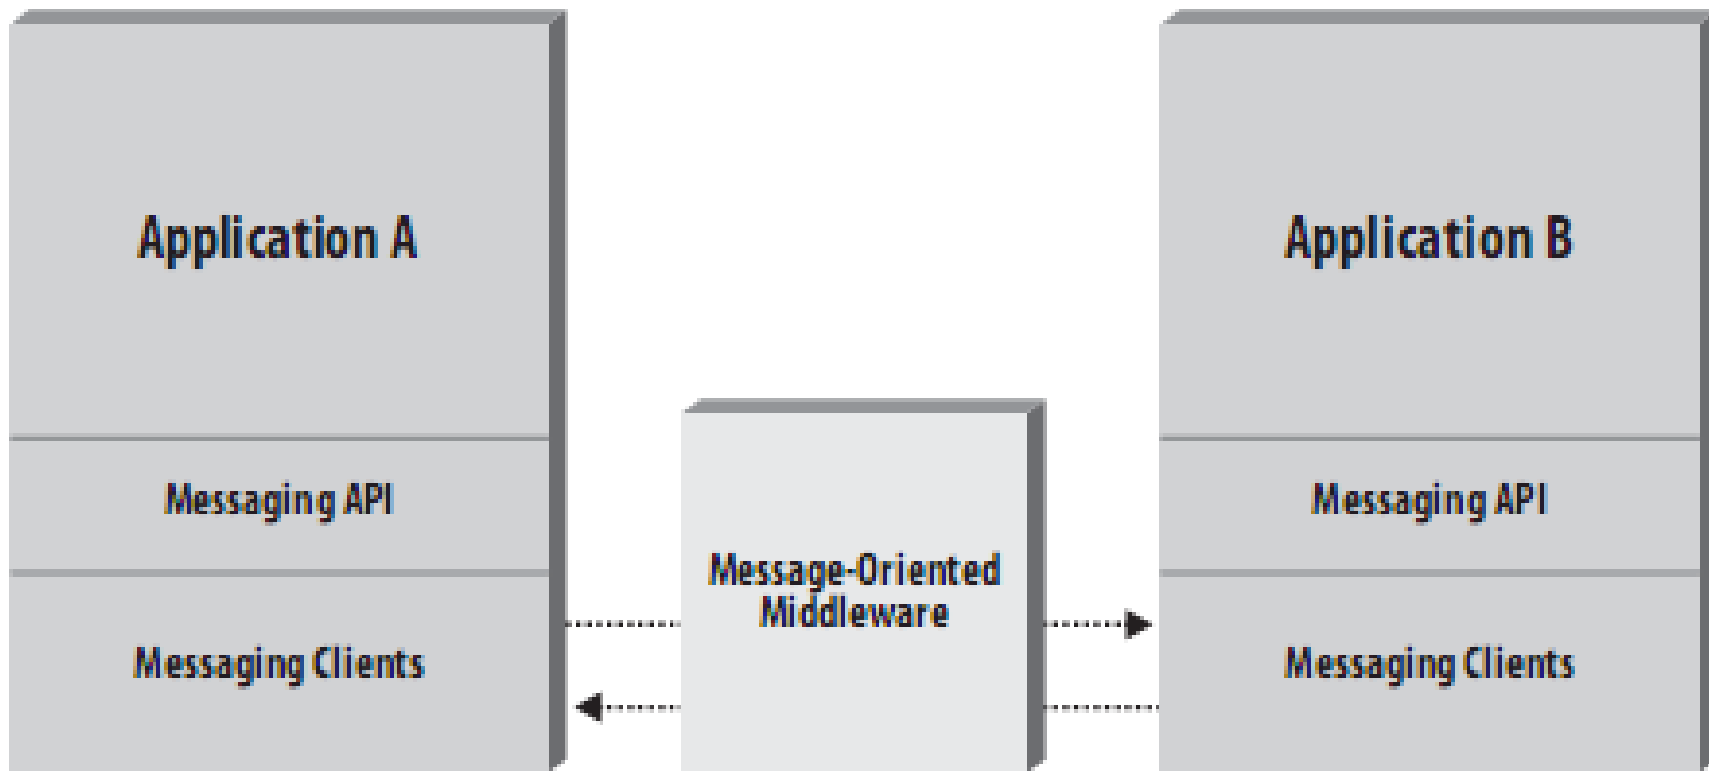 Application A
Messaging API
Messaging Clients
Message-Oriented
Middleware
Application B
Messaging API
Messaging Clients